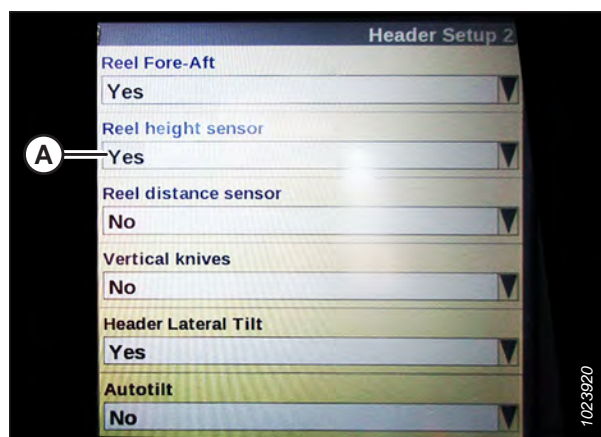 Header Setup 2
Reel Fore-Aft
Yes
Reel height sensor
A
Yes
Reel distance sensor
No
Vertical knives
No
Header Lateral Tilt
Yes
Autotilt
No
1023920